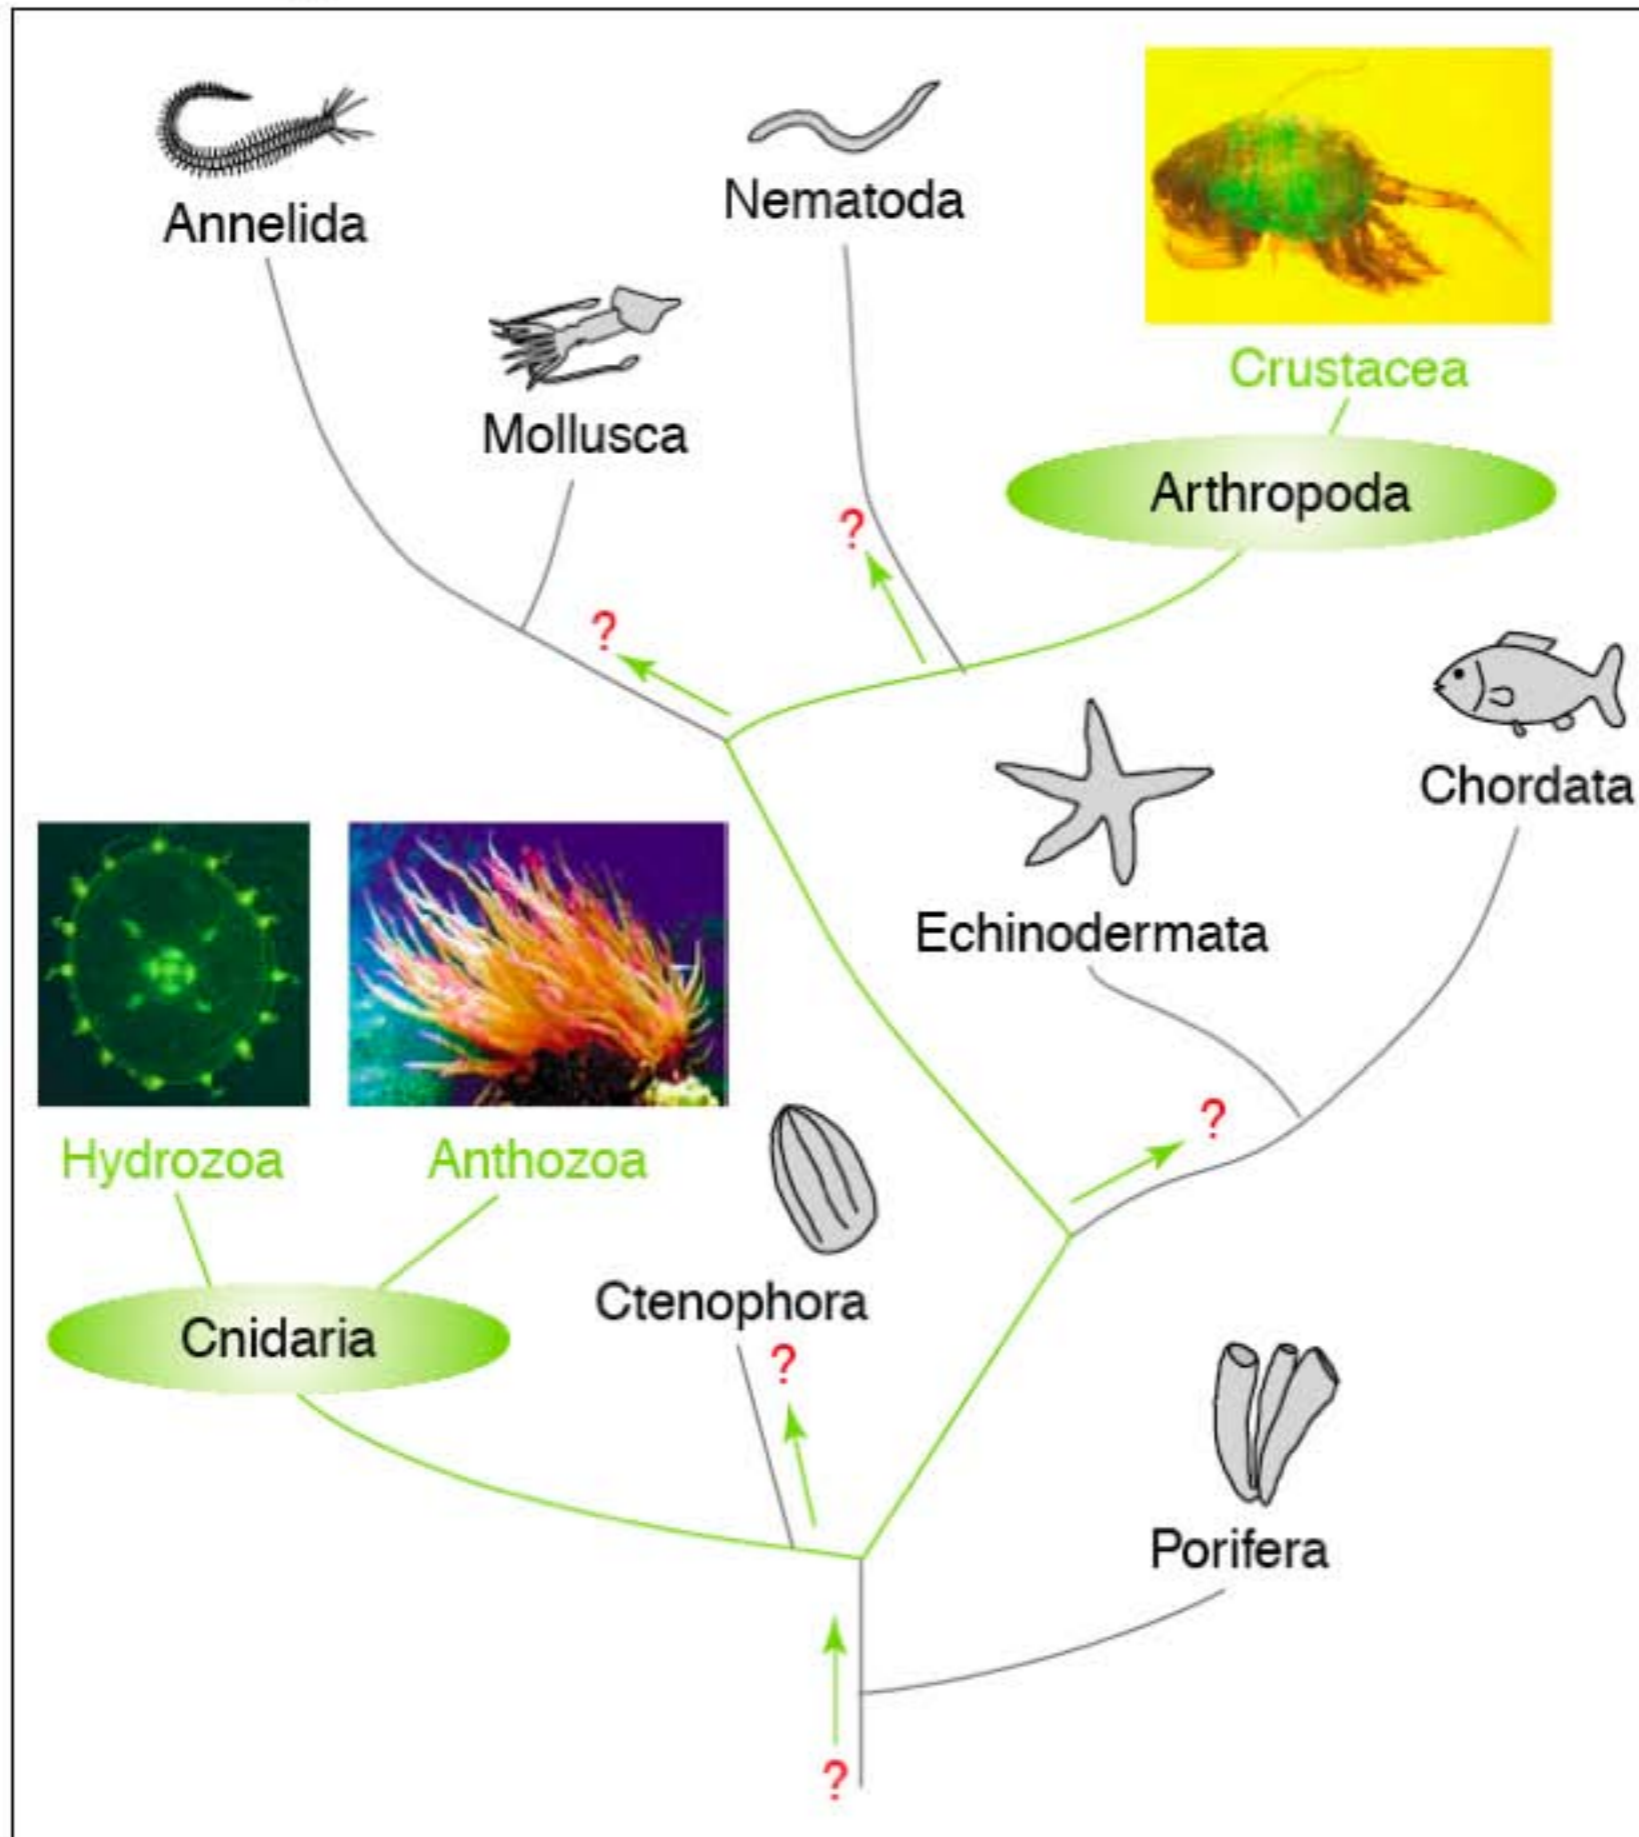 Annelida
Nematoda
Crustacea
Mollusca
Arthropoda
?
?
Chordata
Echinodermata
?
Hydrozoa
Anthozoa
Ctenophora
Cnidaria
?
Porifera
?